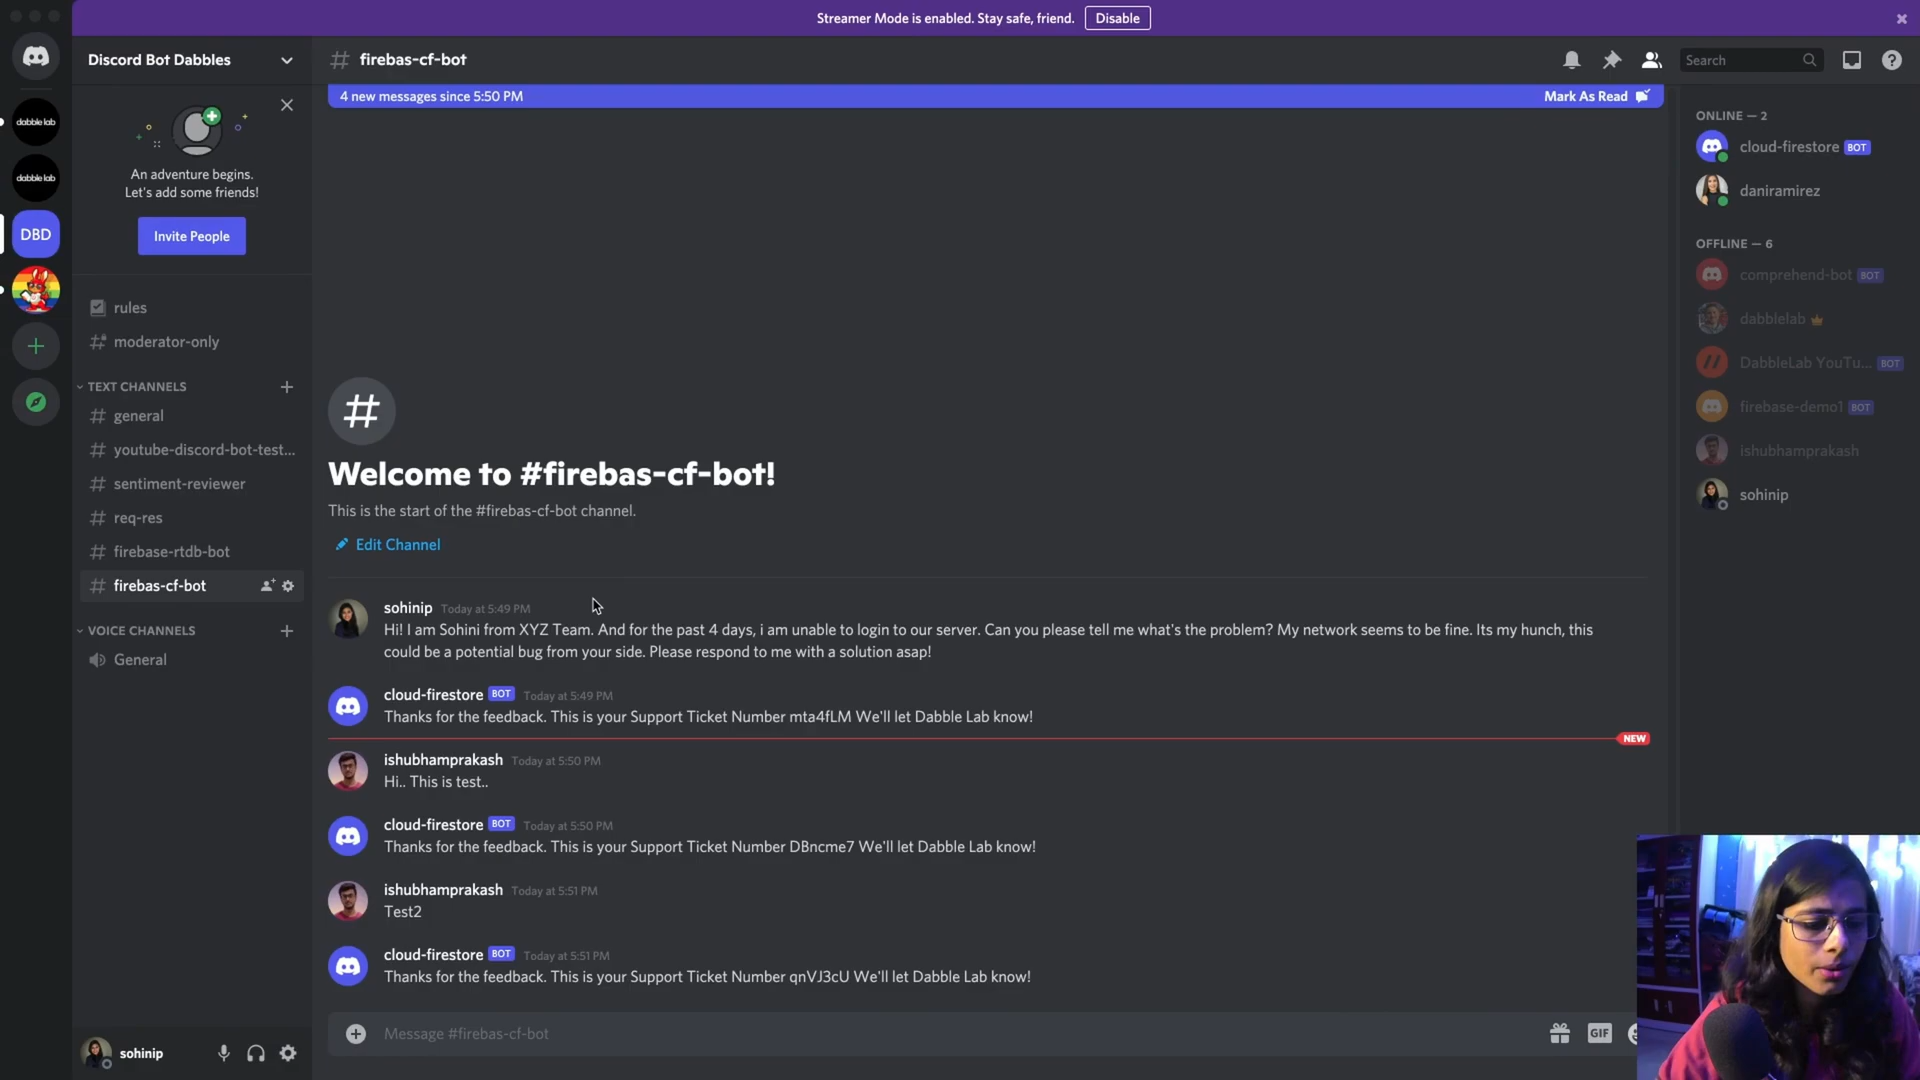 Streamer Mode is enabled. Stay safe, friend.
Disable
Discord Bot Dabbles
firebas-cf-bot
Search
4 new messages since 5:50 PM
Mark As Read
dabble lab
dabble lab
DBD
An adventure begins.
Let's add some friends!
Invite People
rules
moderator-only
TEXT CHANNELS
general
youtube-discord-bot-test...
sentiment-reviewer
req-res
firebase-rtdb-bot
firebas-cf-bot
VOICE CHANNELS
General
sohinip
Welcome to #firebas-cf-bot!
This is the start of the #firebas-cf-bot channel.
Edit Channel
sohinip Today at 5:49 PM
Hi! I am Sohini from XYZ Team. And for the past 4 days, i am unable to login to our server. Can you please tell me what's the problem? My network seems to be fine. Its my hunch, this
could be a potential bug from your side. Please respond to me with a solution asap!
cloud-firestore BOT Today at 5:49 PM
Thanks for the feedback. This is your Support Ticket Number mta4fLM We'll let Dabble Lab know!
NEW
ishubhamprakash Today at 5:50 PM
Hi.. This is test..
cloud-firestore BOT Today at 5:50 PM
Thanks for the feedback. This is your Support Ticket Number DBncme7 We'll let Dabble Lab know!
ishubhamprakash Today at 5:51 PM
Test2
cloud-firestore BOT Today at 5:51 PM
Thanks for the feedback. This is your Support Ticket Number qnVJ3cU We'll let Dabble Lab know!
Message #firebas-cf-bot
GIF
ONLINE — 2
cloud-firestore BOT
daniramirez
OFFLINE — 6
comprehend-bot BOT
dabblelab
DabbleLab YouTu... BOT
firebase-demo1 BOT
ishubhamprakash
sohinip